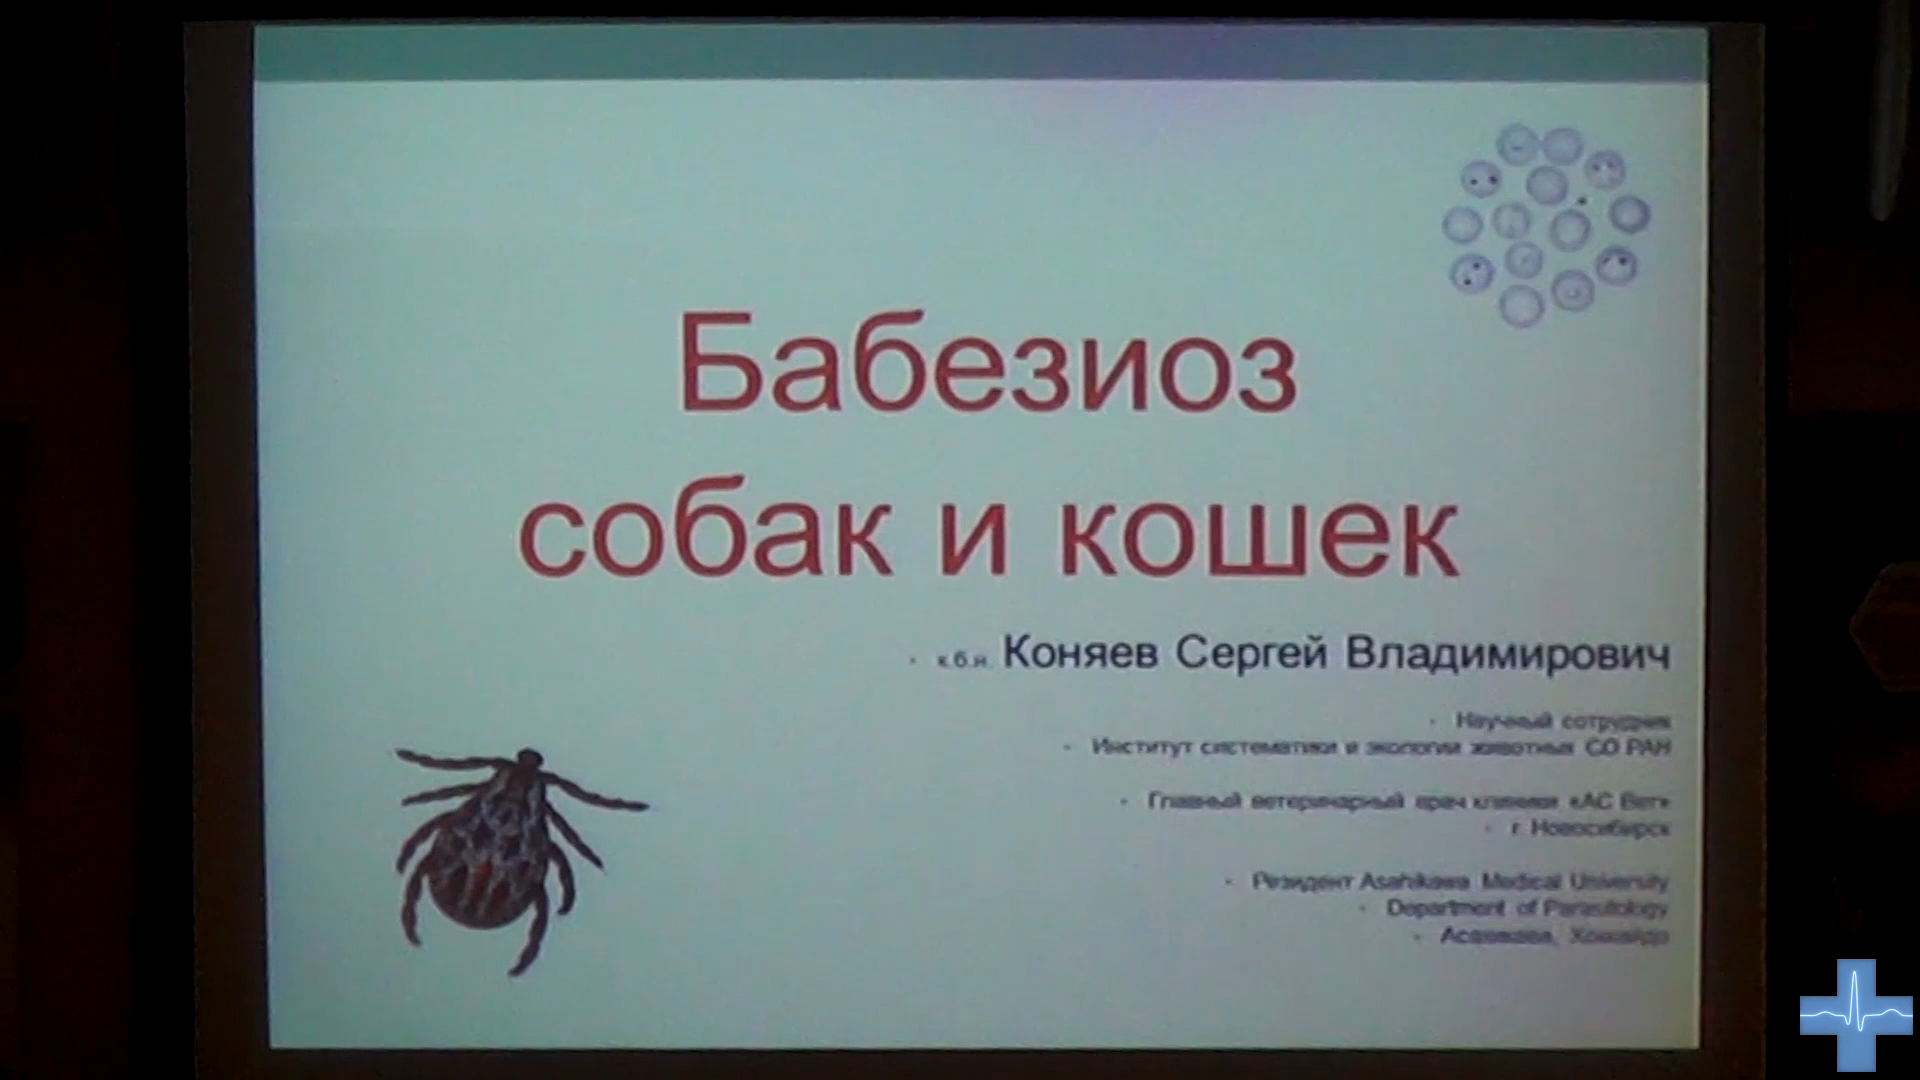 Бабезиоз
собак и кошек
• к.б.н. Коняев Сергей Владимирович
• Научный сотрудник
• Институт систематики и экологии животных СО РАН
• Главный ветеринарный врач клиники «АС Вет»
• г. Новосибирск
• Резидент Asahikawa Medical University
• Department of Parasitology
• Асахикава, Хоккайдо